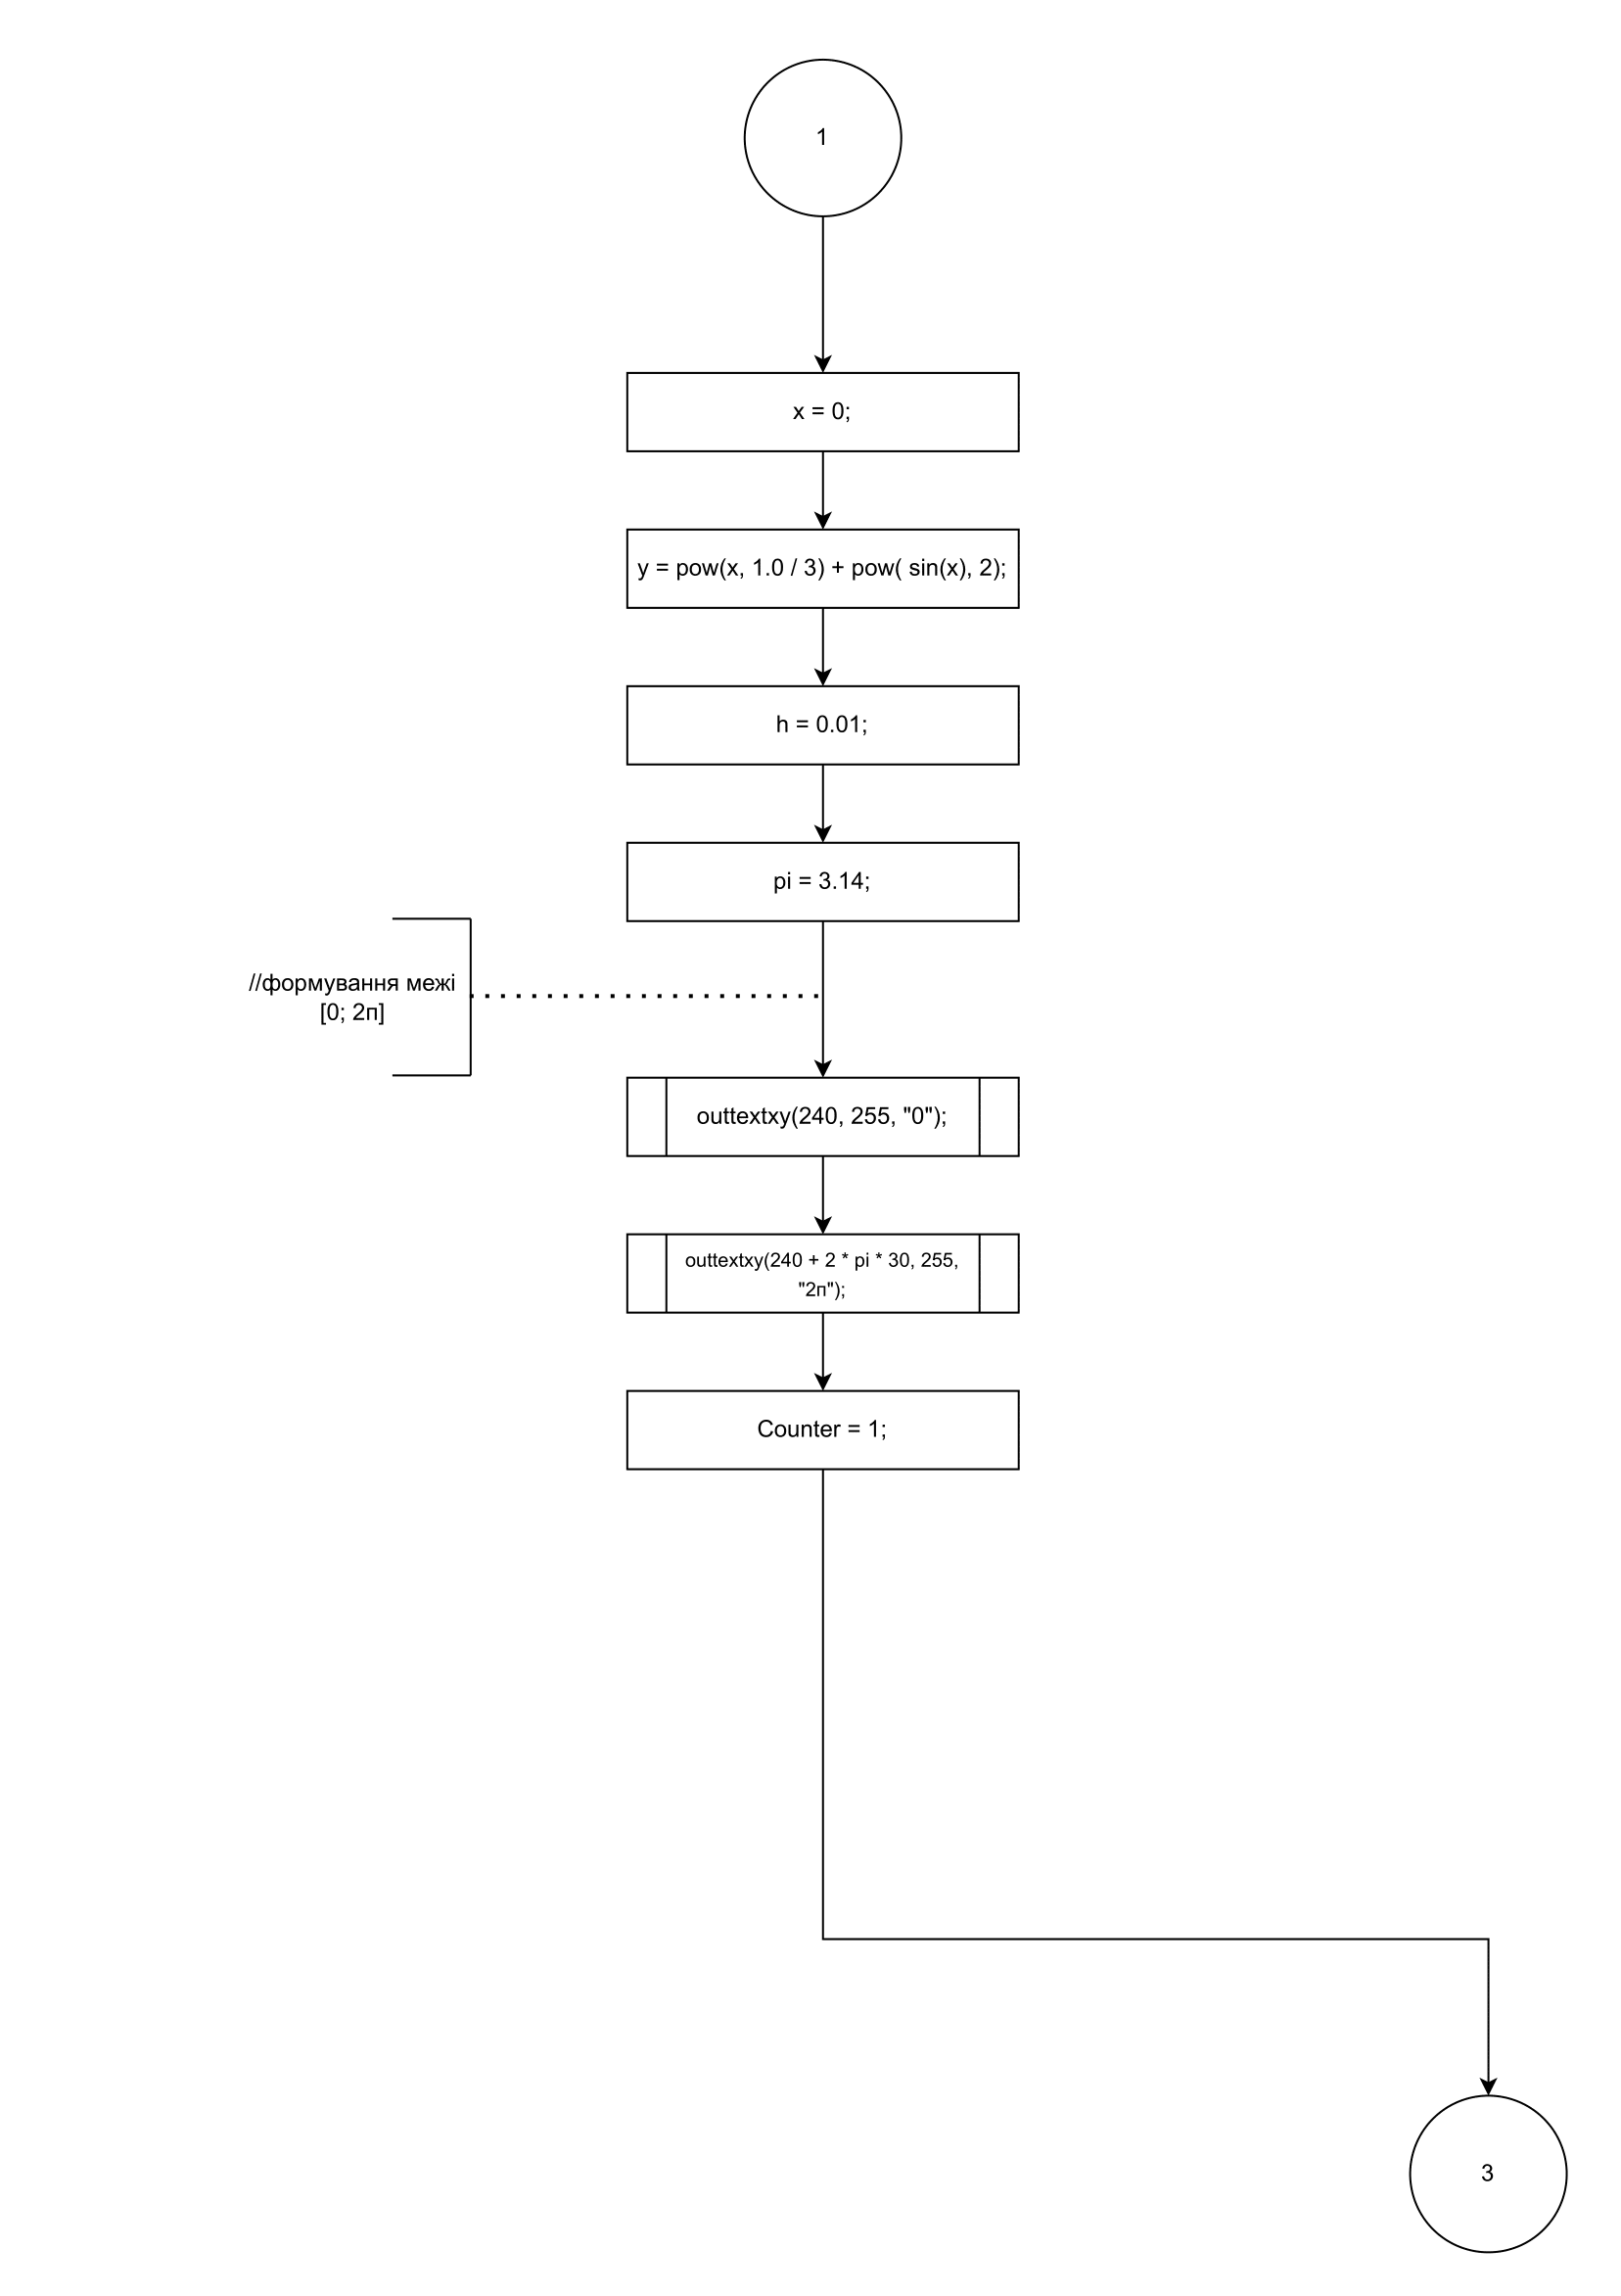 1
x = 0;
y = pow(x, 1.0 / 3) + pow( sin(x), 2);
h = 0.01;
pi = 3.14;
//формування межі
[0; 2п]
outtextxy(240, 255, "0");
outtextxy(240 + 2 * pi * 30, 255,
"2п");
Counter = 1;
3